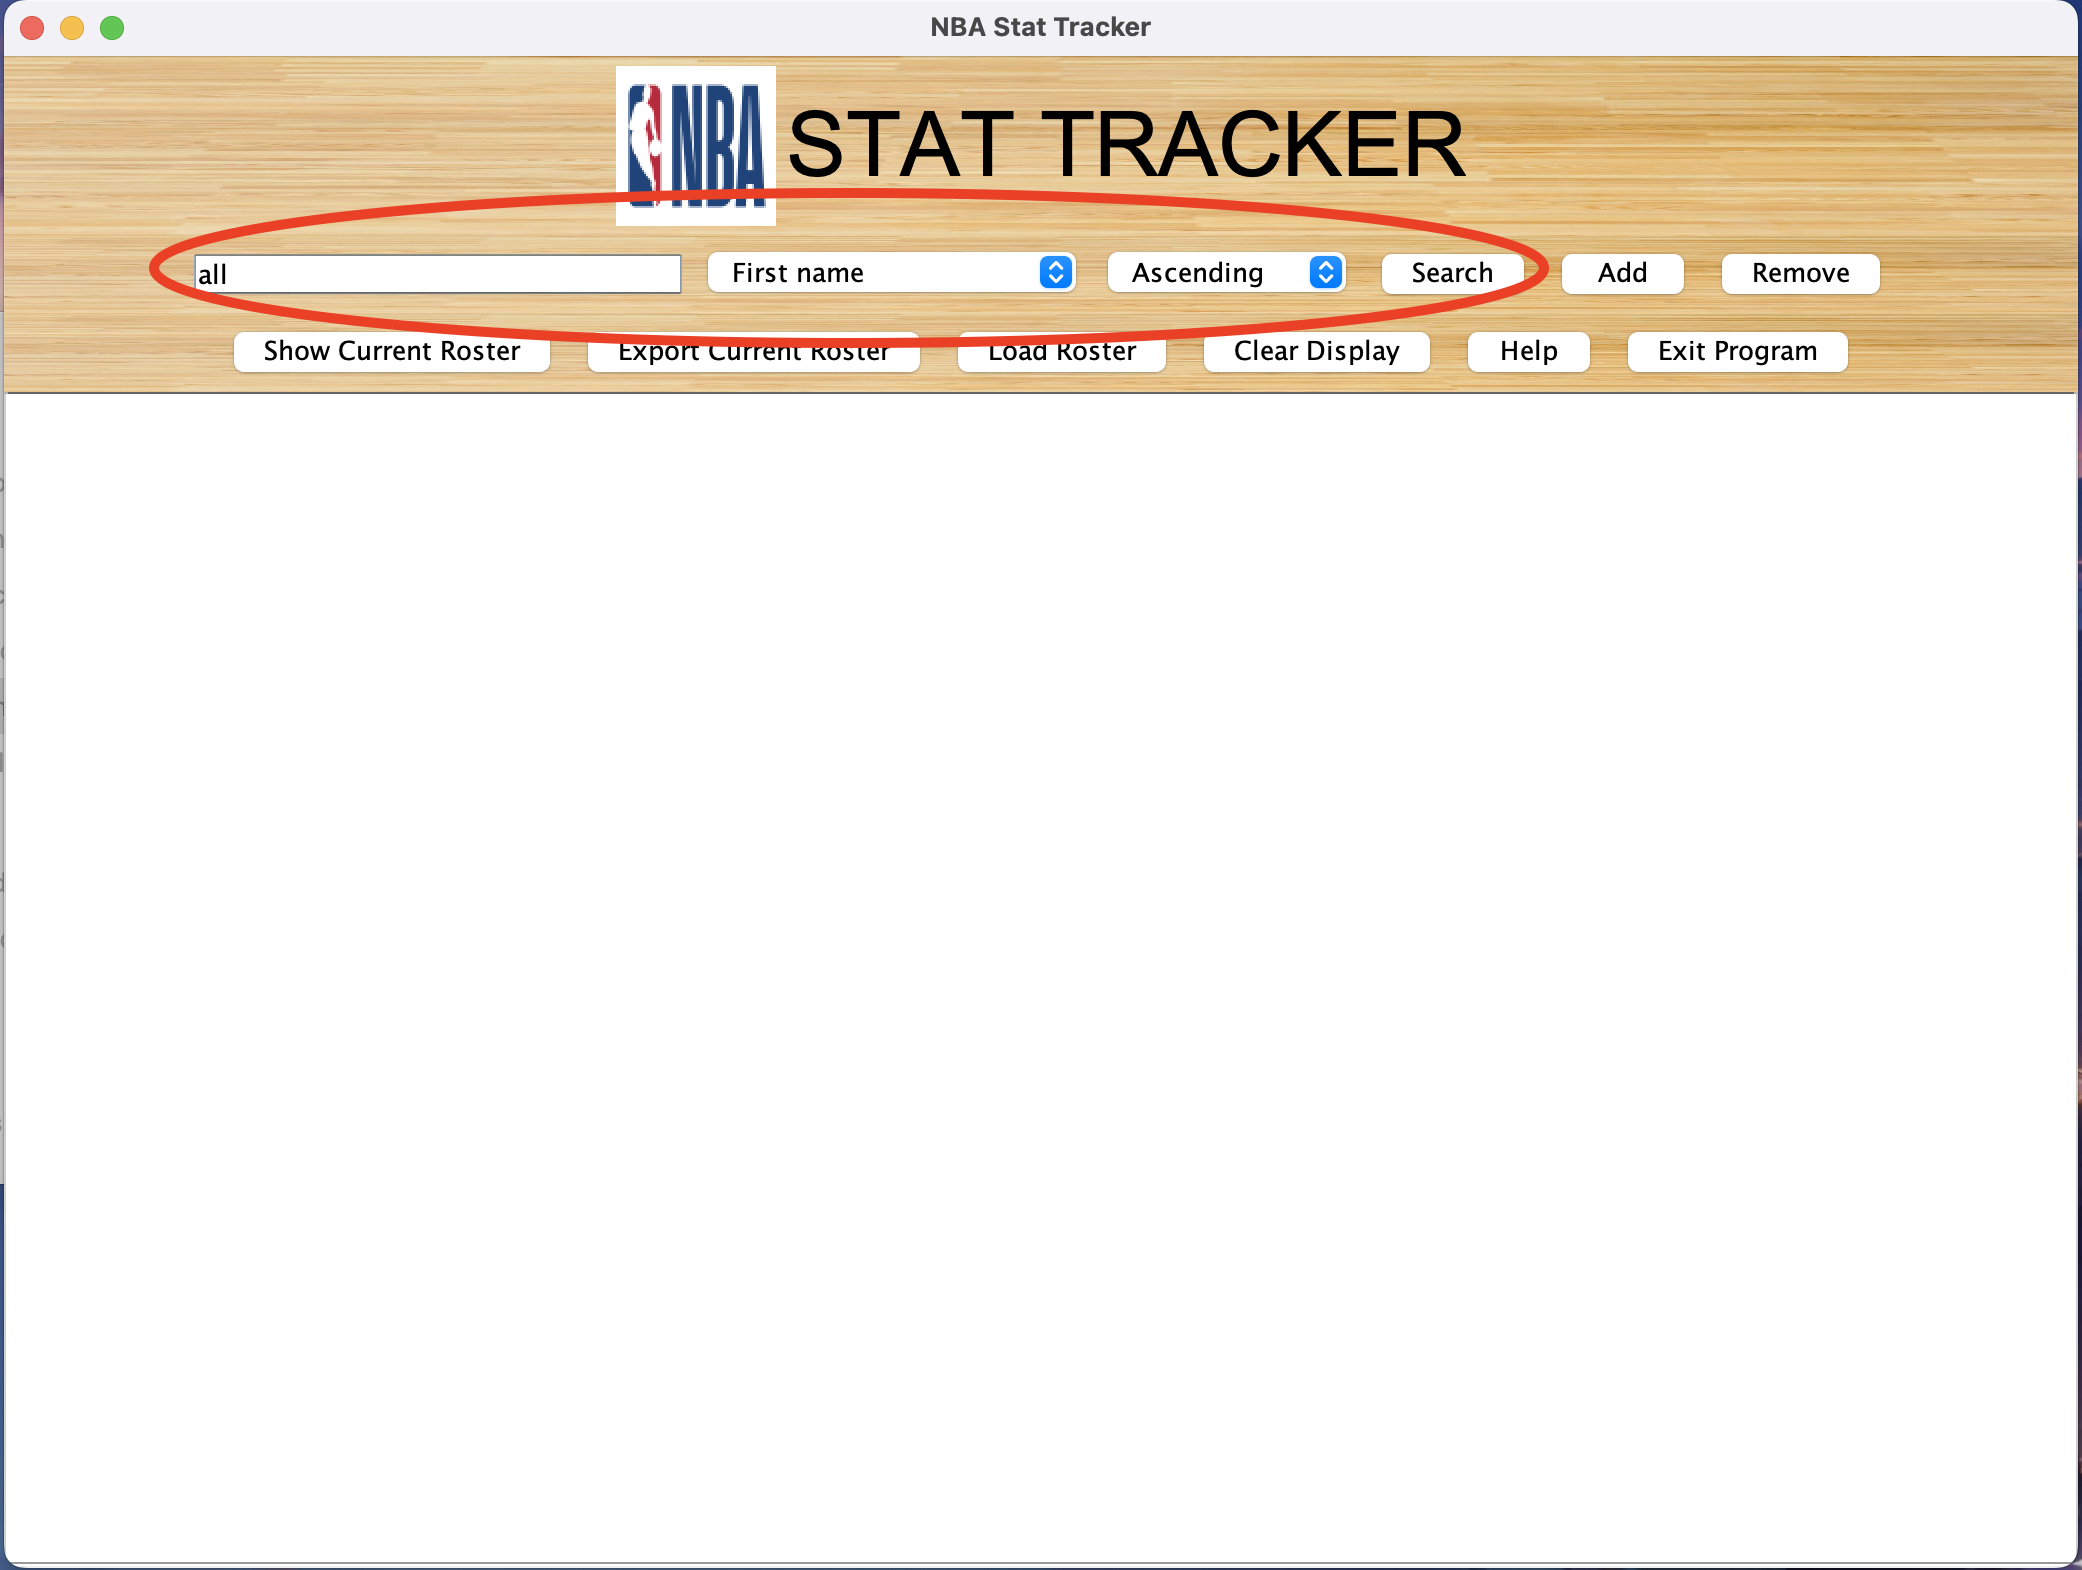 NBA Stat Tracker
NBA STAT TRACKER
all First name Ascending Search Add Remove
Show Current Roster Export Current Roster Load Roster Clear Display Help Exit Program